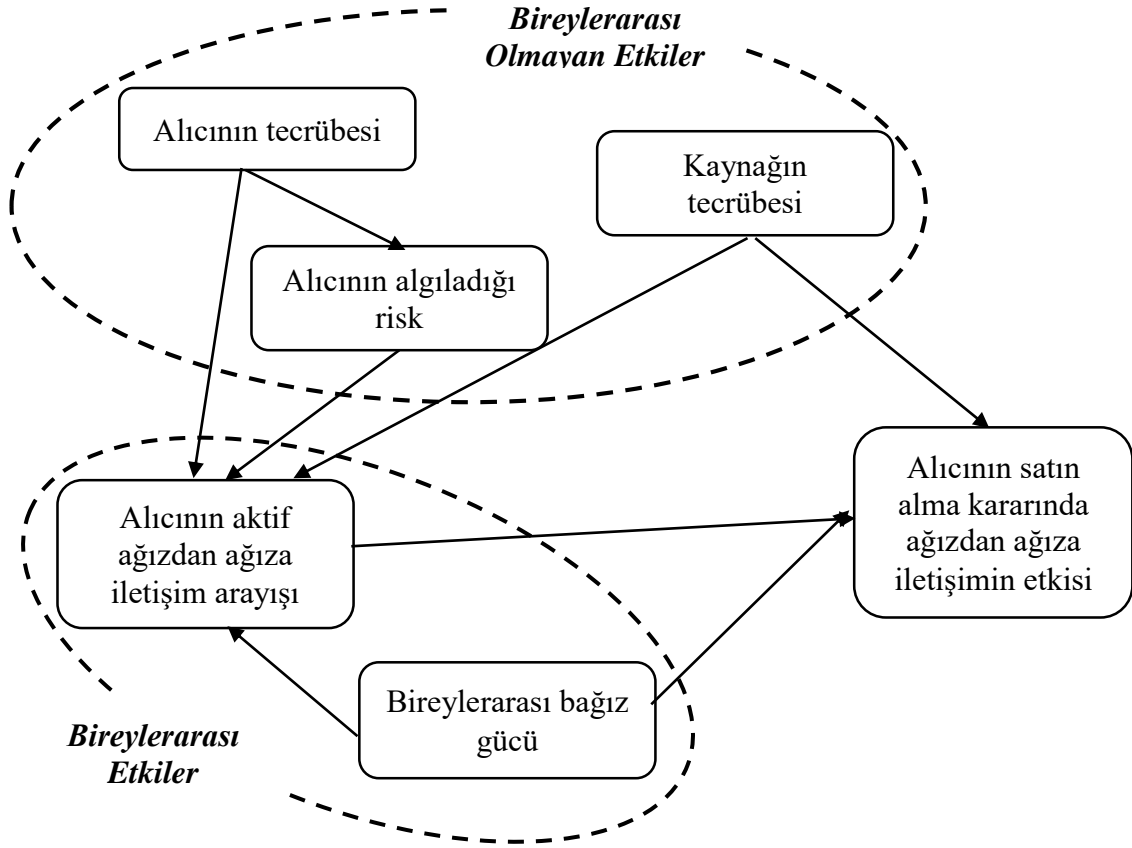 Bireylerarası
Olmayan Etkiler
Alıcının tecrübesi
Kaynağın
tecrübesi
Alıcının algıladığı
risk
Alıcının aktif
ağızdan ağıza
iletişim arayışı
Alıcının satın
alma kararında
ağızdan ağıza
iletişimin etkisi
Bireylerarası bağız
gücü
Bireylerarası
Etkiler